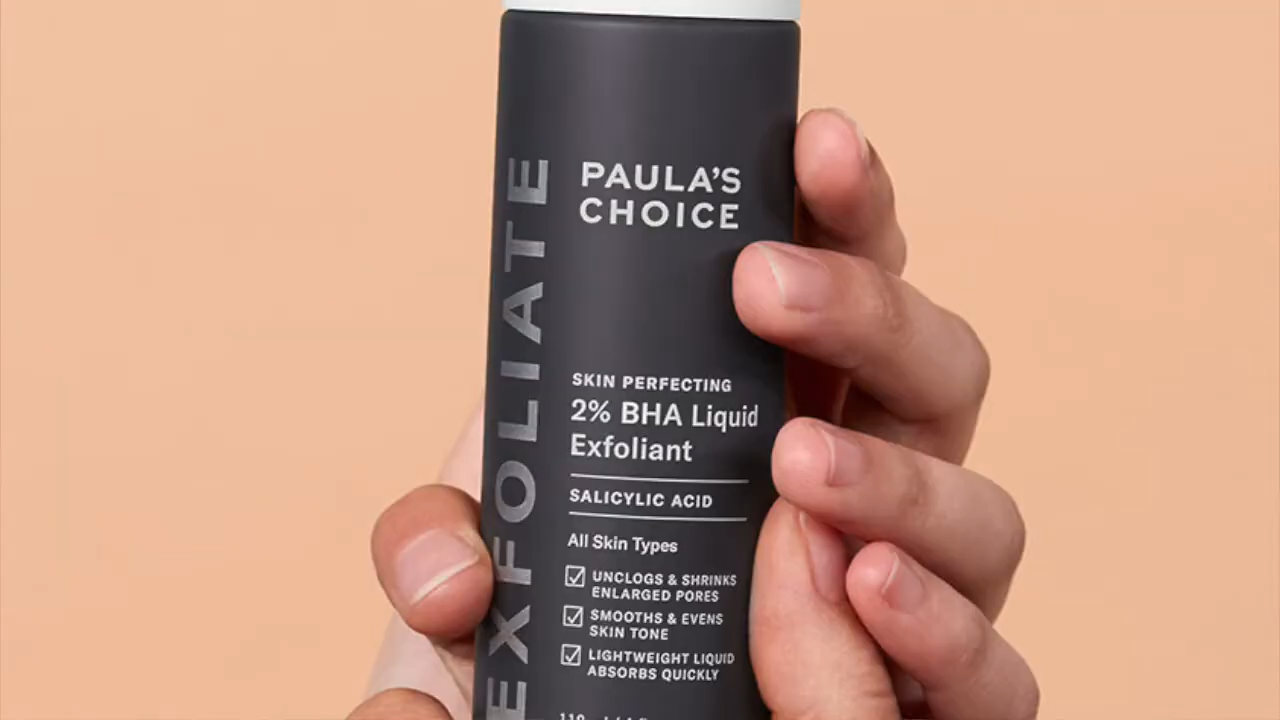 EXFOLIATE
PAULA'S
CHOICE
SKIN PERFECTING
2% BHA Liquid
Exfoliant
SALICYLIC ACID
All Skin Types
UNCLOGS & SHRINKS
ENLARGED PORES
SMOOTHS & EVENS
SKIN TONE
LIGHTWEIGHT LIQUID
ABSORBS QUICKLY